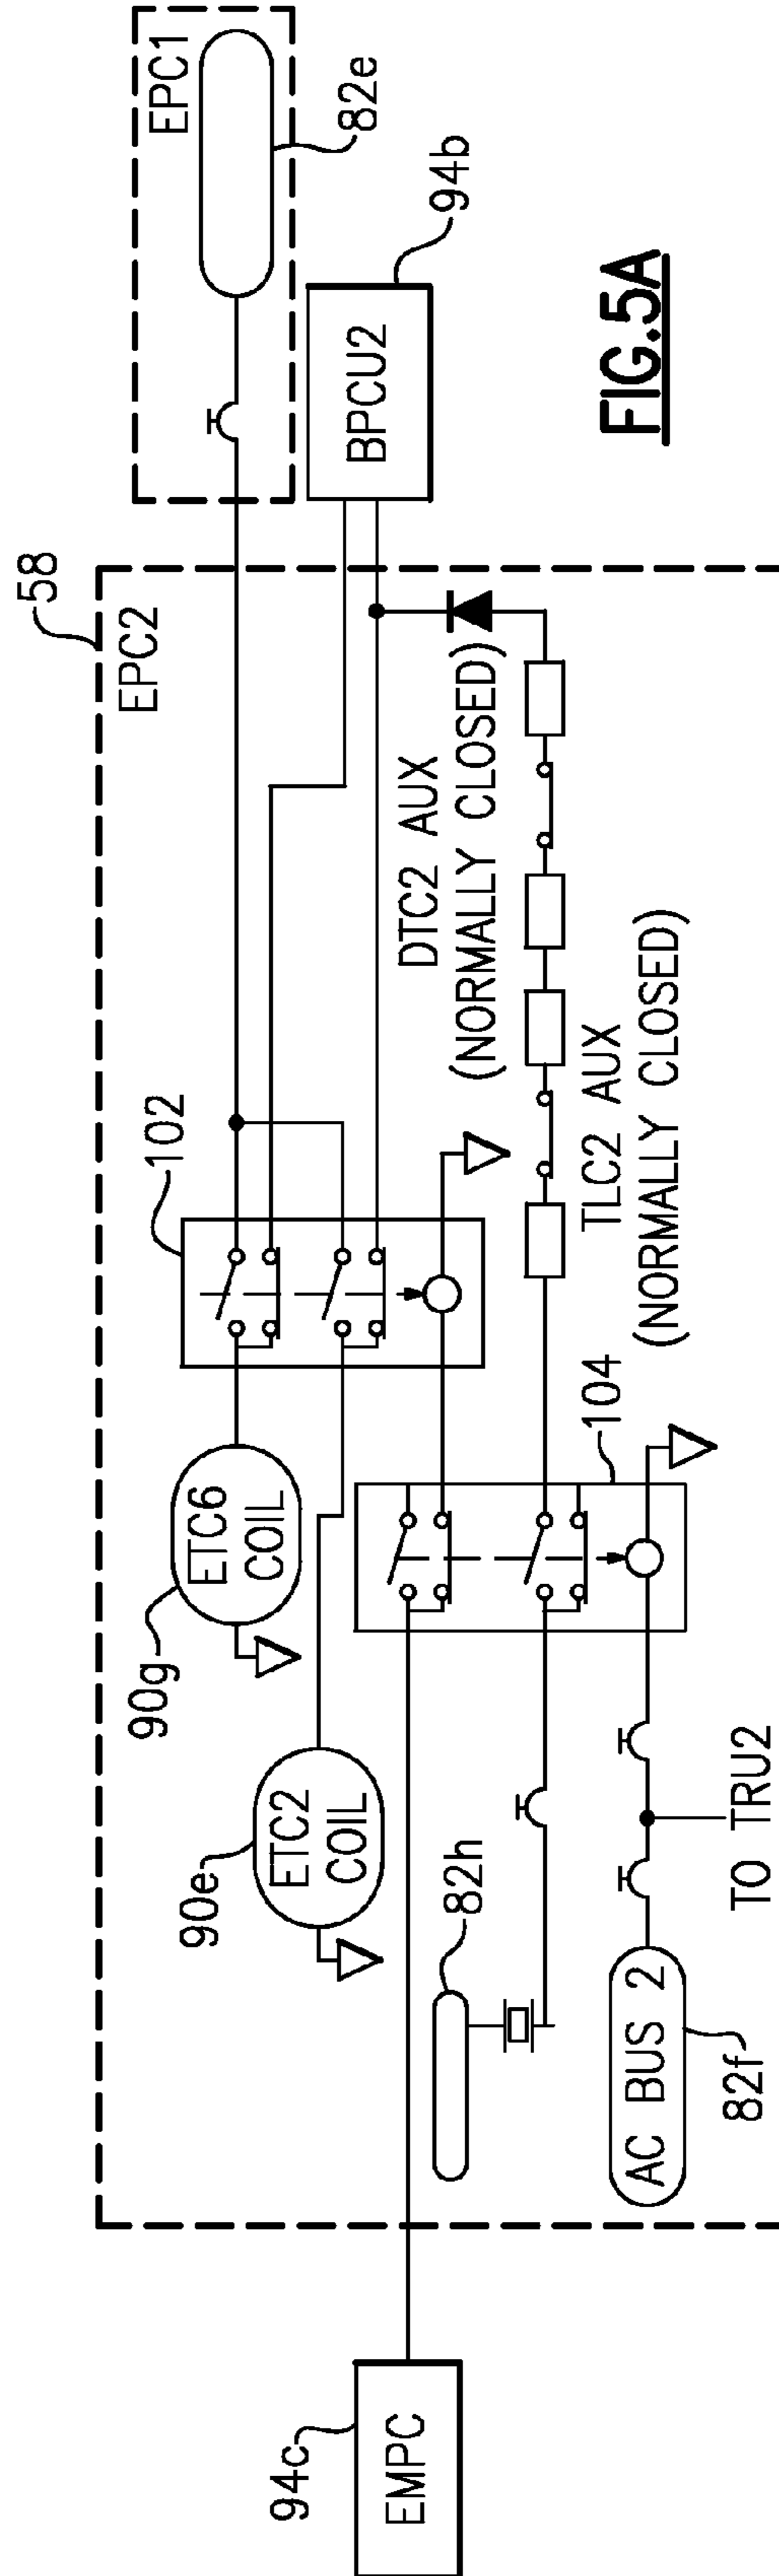 58
EPC2
EPC1
82e
BPCU2
94b
102
90g
ETC6
COIL
90e
ETC2
COIL
DTC2 AUX
(NORMALLY CLOSED)
TLC2 AUX
(NORMALLY CLOSED)
104
82h
AC BUS 2
82f
TO TRU2
94c
EMPC
FIG.5A